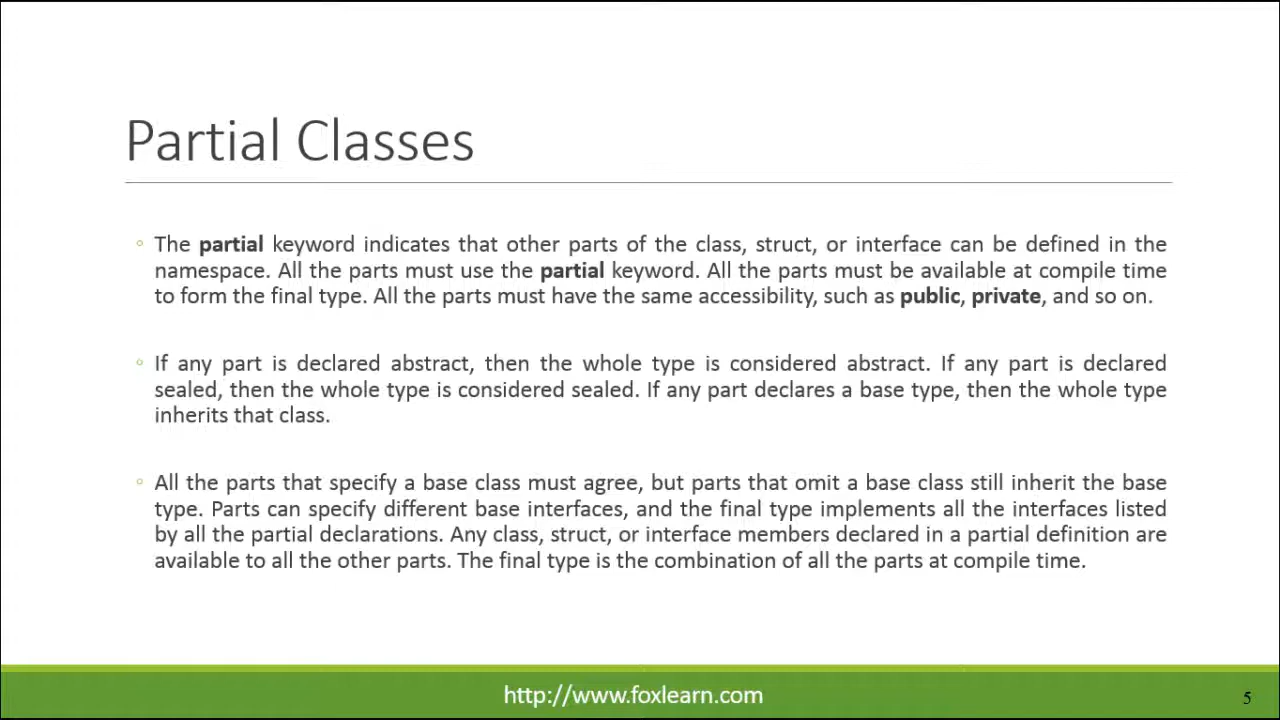 Partial Classes
◦ The partial keyword indicates that other parts of the class, struct, or interface can be defined in the
namespace. All the parts must use the partial keyword. All the parts must be available at compile time
to form the final type. All the parts must have the same accessibility, such as public, private, and so on.
◦ If any part is declared abstract, then the whole type is considered abstract. If any part is declared
sealed, then the whole type is considered sealed. If any part declares a base type, then the whole type
inherits that class.
◦ All the parts that specify a base class must agree, but parts that omit a base class still inherit the base
type. Parts can specify different base interfaces, and the final type implements all the interfaces listed
by all the partial declarations. Any class, struct, or interface members declared in a partial definition are
available to all the other parts. The final type is the combination of all the parts at compile time.
http://www.foxlearn.com
5